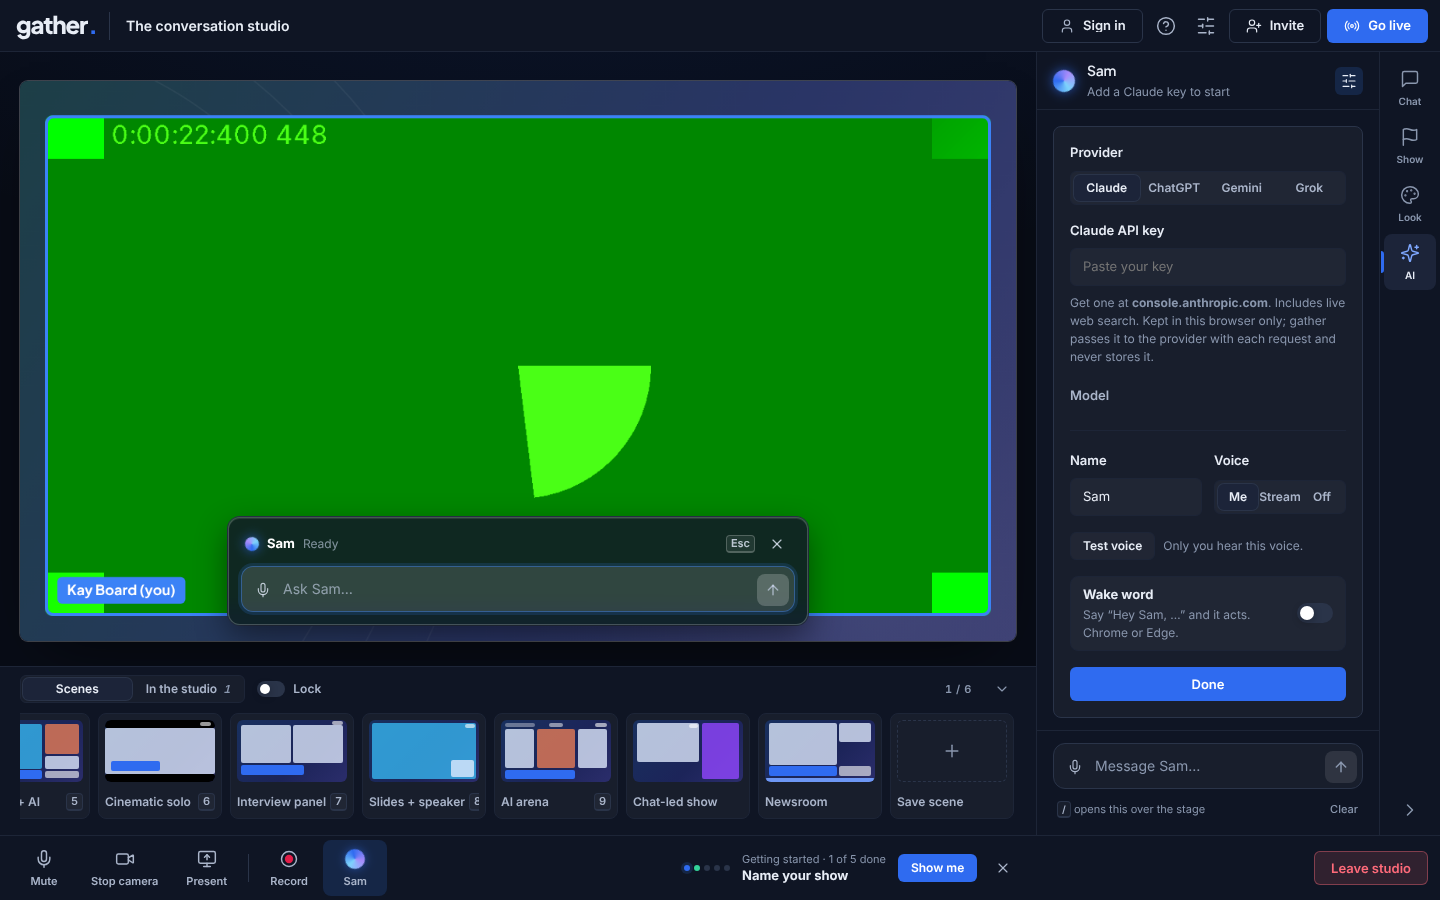 gather.
The conversation studio
Sign in
Invite
Go live
0:00:22:400 448
Kay Board (you)
Sam Ready
Esc
Ask Sam...
Scenes
In the studio 1
Lock
1 / 6
+ AI 5
Cinematic solo 6
Interview panel 7
Slides + speaker 8
AI arena 9
Chat-led show
Newsroom
Save scene
Mute
Stop camera
Present
Record
Sam
Getting started · 1 of 5 done
Name your show
Show me
Leave studio
Sam
Add a Claude key to start
Provider
Claude
ChatGPT
Gemini
Grok
Claude API key
Paste your key
Get one at console.anthropic.com. Includes live
web search. Kept in this browser only; gather
passes it to the provider with each request and
never stores it.
Model
Name
Voice
Sam
Me
Stream
Off
Test voice
Only you hear this voice.
Wake word
Say “Hey Sam, ...” and it acts.
Chrome or Edge.
Done
Message Sam...
/ opens this over the stage
Clear
Chat
Show
Look
AI